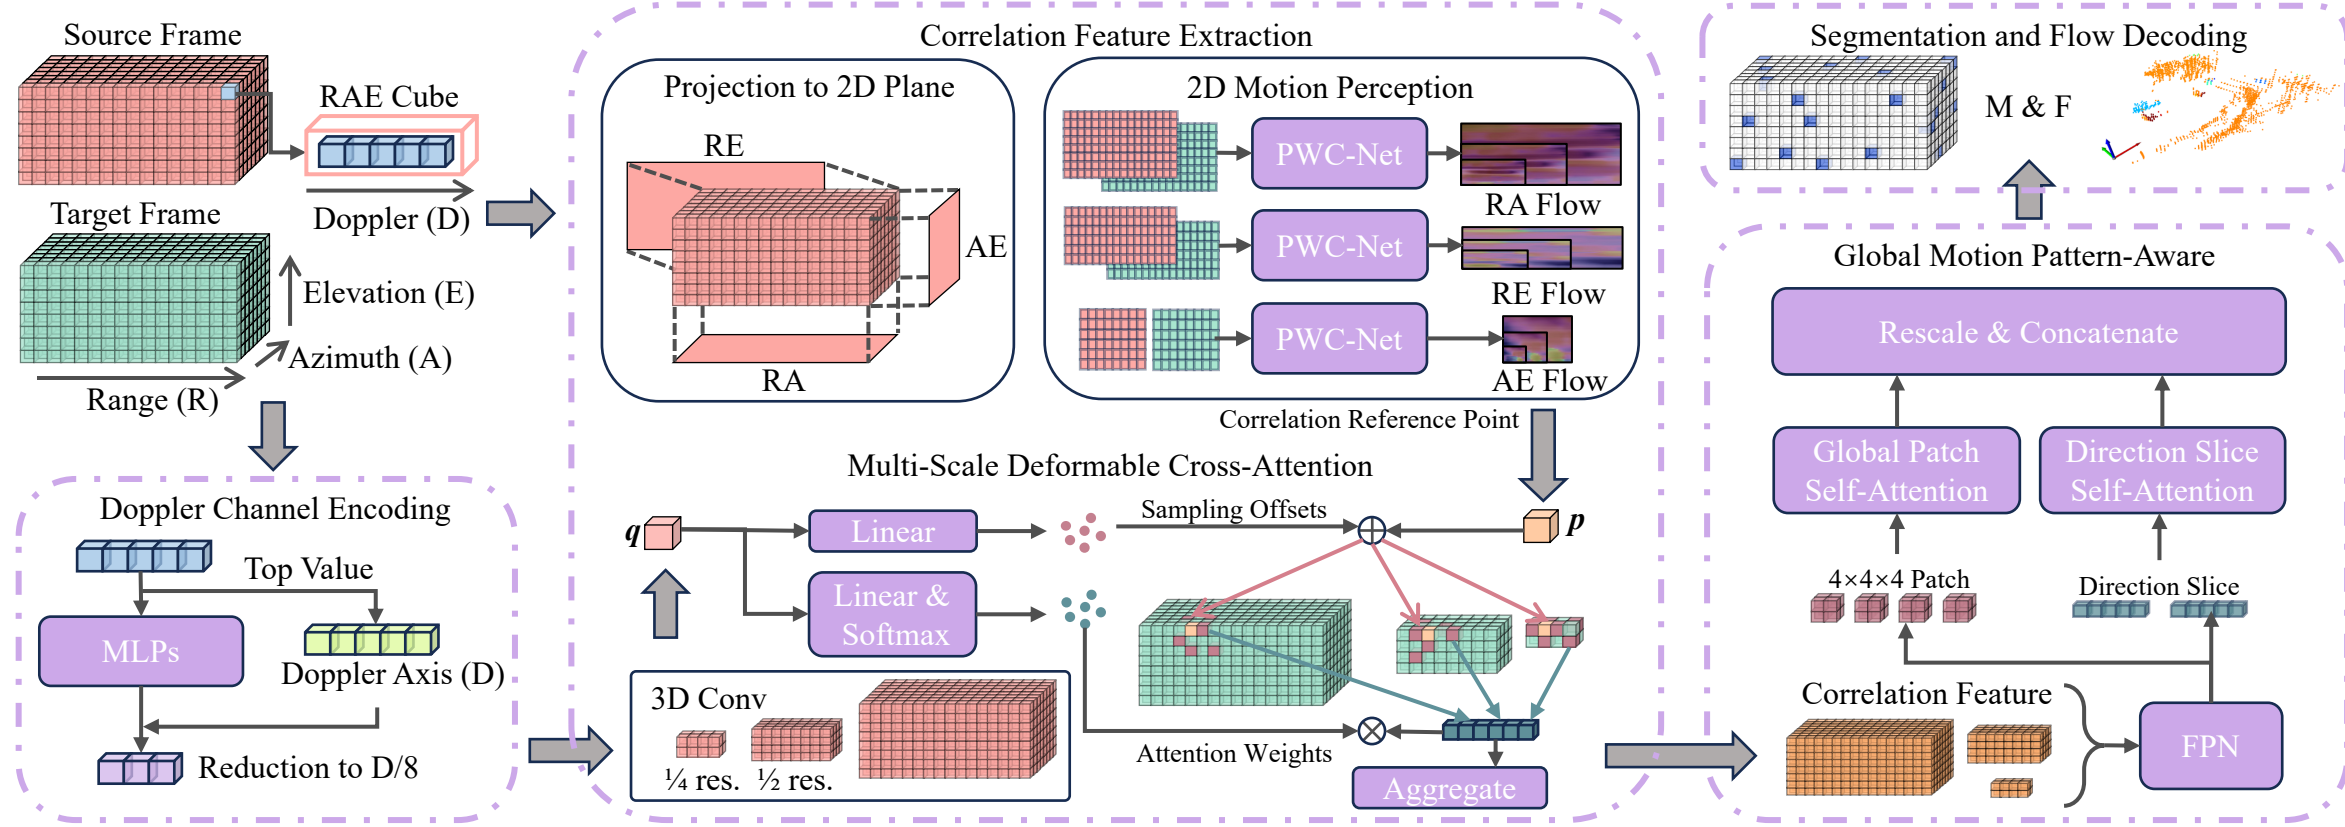 Source Frame
RAE Cube
Doppler (D)
Target Frame
Elevation (E)
Azimuth (A)
Range (R)
Doppler Channel Encoding
Top Value
MLPs
Doppler Axis (D)
Reduction to D/8
Correlation Feature Extraction
Projection to 2D Plane
RE
AE
RA
2D Motion Perception
PWC-Net
RA Flow
PWC-Net
RE Flow
PWC-Net
AE Flow
Correlation Reference Point
Multi-Scale Deformable Cross-Attention
q
Linear
Sampling Offsets
p
Linear &
Softmax
3D Conv
¼ res.
½ res.
Attention Weights
Aggregate
Segmentation and Flow Decoding
M & F
Global Motion Pattern-Aware
Rescale & Concatenate
Global Patch
Self-Attention
Direction Slice
Self-Attention
4×4×4 Patch
Direction Slice
Correlation Feature
FPN